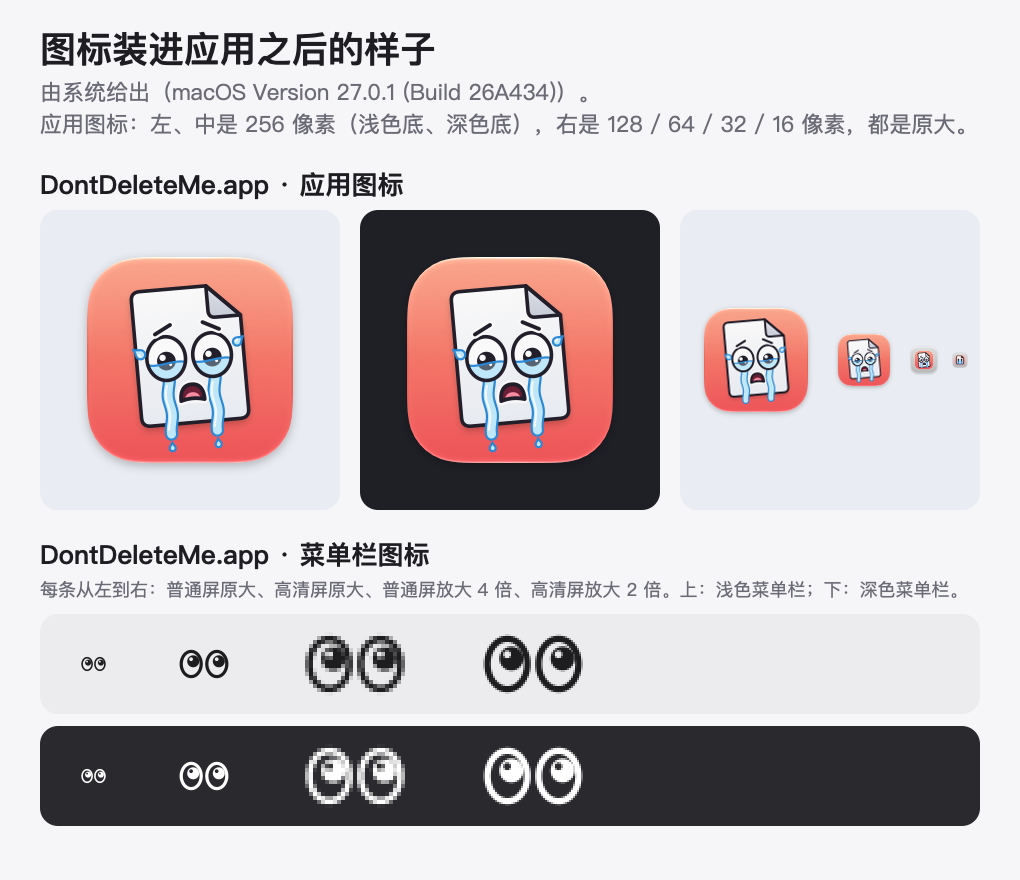 图标装进应用之后的样子
由系统给出（macOS Version 27.0.1 (Build 26A434)）。
应用图标：左、中是 256 像素（浅色底、深色底），右是 128 / 64 / 32 / 16 像素，都是原大。
DontDeleteMe.app · 应用图标
DontDeleteMe.app · 菜单栏图标
每条从左到右：普通屏原大、高清屏原大、普通屏放大 4 倍、高清屏放大 2 倍。上：浅色菜单栏；下：深色菜单栏。